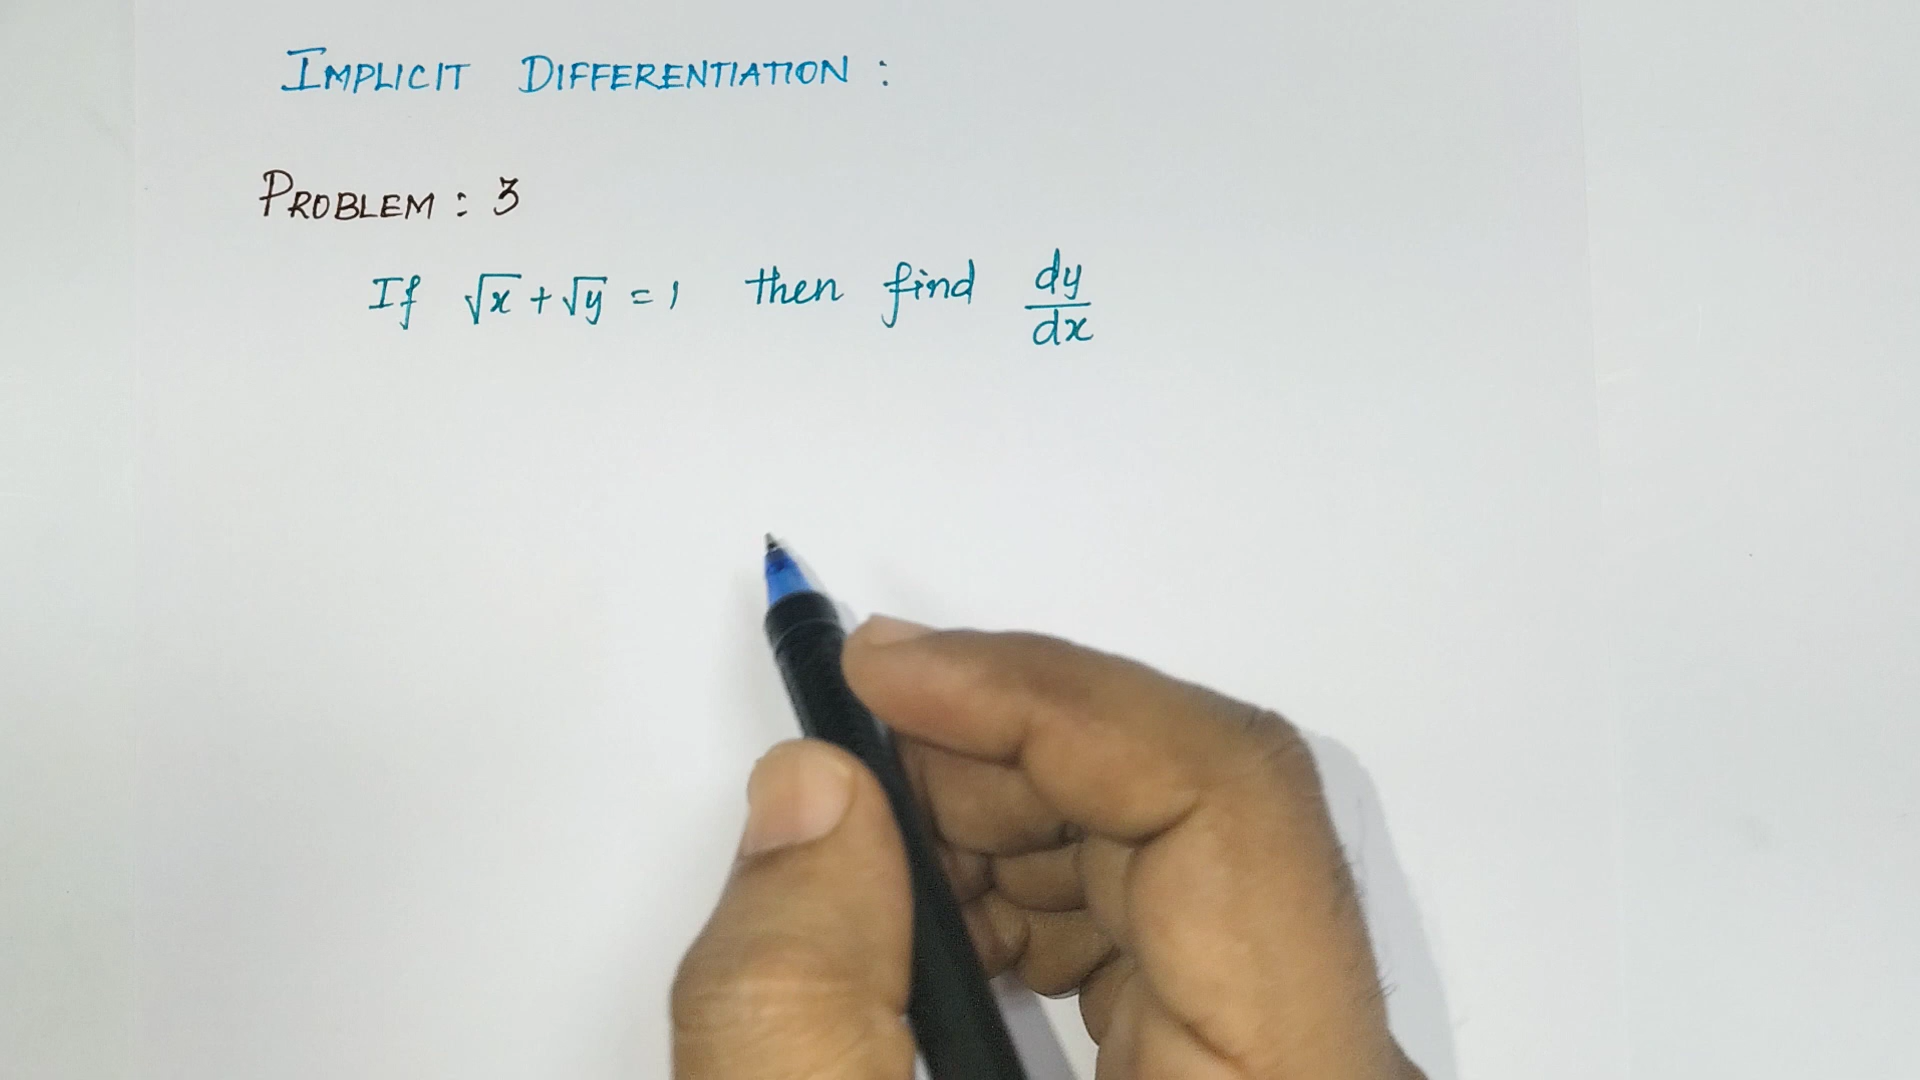 IMPLICIT DIFFERENTIATION :
PROBLEM : 3
If √x + √y = 1 then find dy/dx